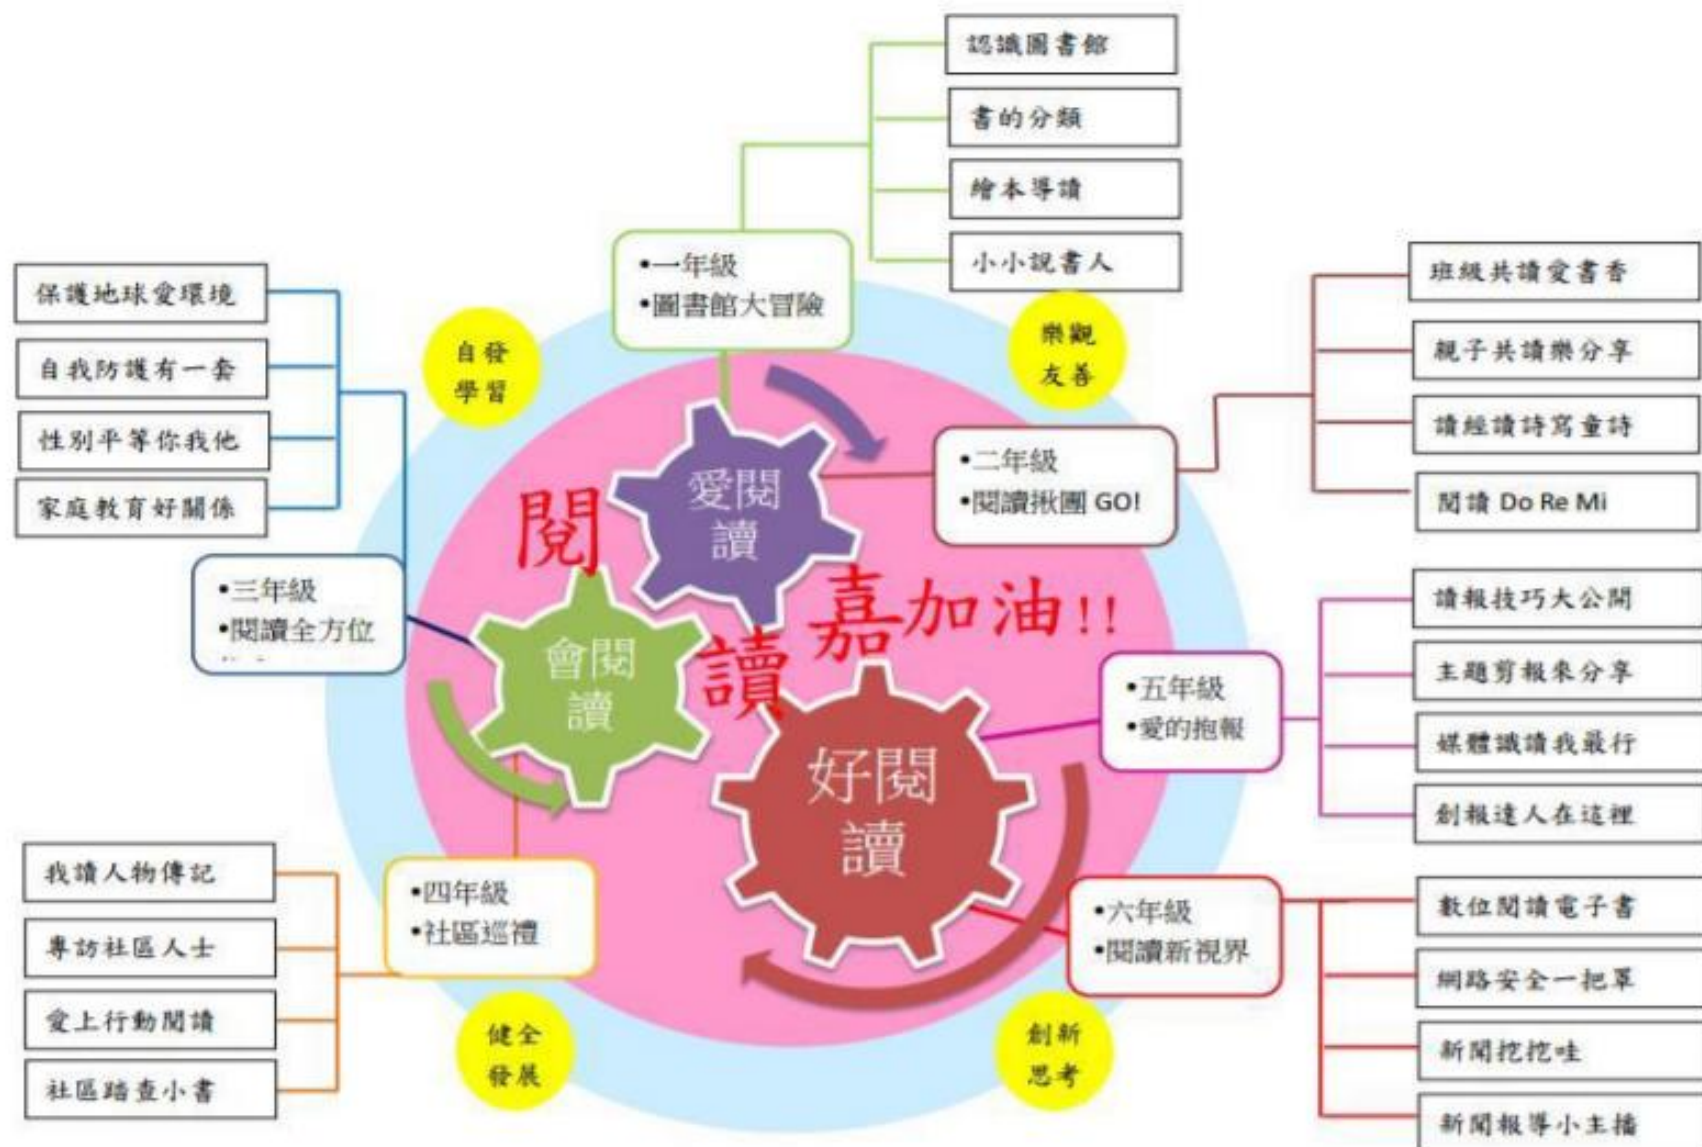 認識圖書館
書的分類
繪本導讀
小小說書人
•一年級
•圖書館大冒險
自發
學習
樂觀
友善
保護地球愛環境
自我防護有一套
性別平等你我他
家庭教育好關係
•三年級
•閱讀全方位
班級共讀愛書香
親子共讀樂分享
讀經讀詩寫童詩
閱讀 Do Re Mi
•二年級
•閱讀揪團 GO!
愛閱
讀
閱
讀
嘉加油!!
會閱
讀
好閱
讀
•五年級
•愛的抱報
讀報技巧大公開
主題剪報來分享
媒體識讀我最行
創報達人在這裡
我讀人物傳記
專訪社區人士
愛上行動閱讀
社區踏查小書
•四年級
•社區巡禮
•六年級
•閱讀新視界
數位閱讀電子書
網路安全一把罩
新聞挖挖哇
新聞報導小主播
健全
發展
創新
思考